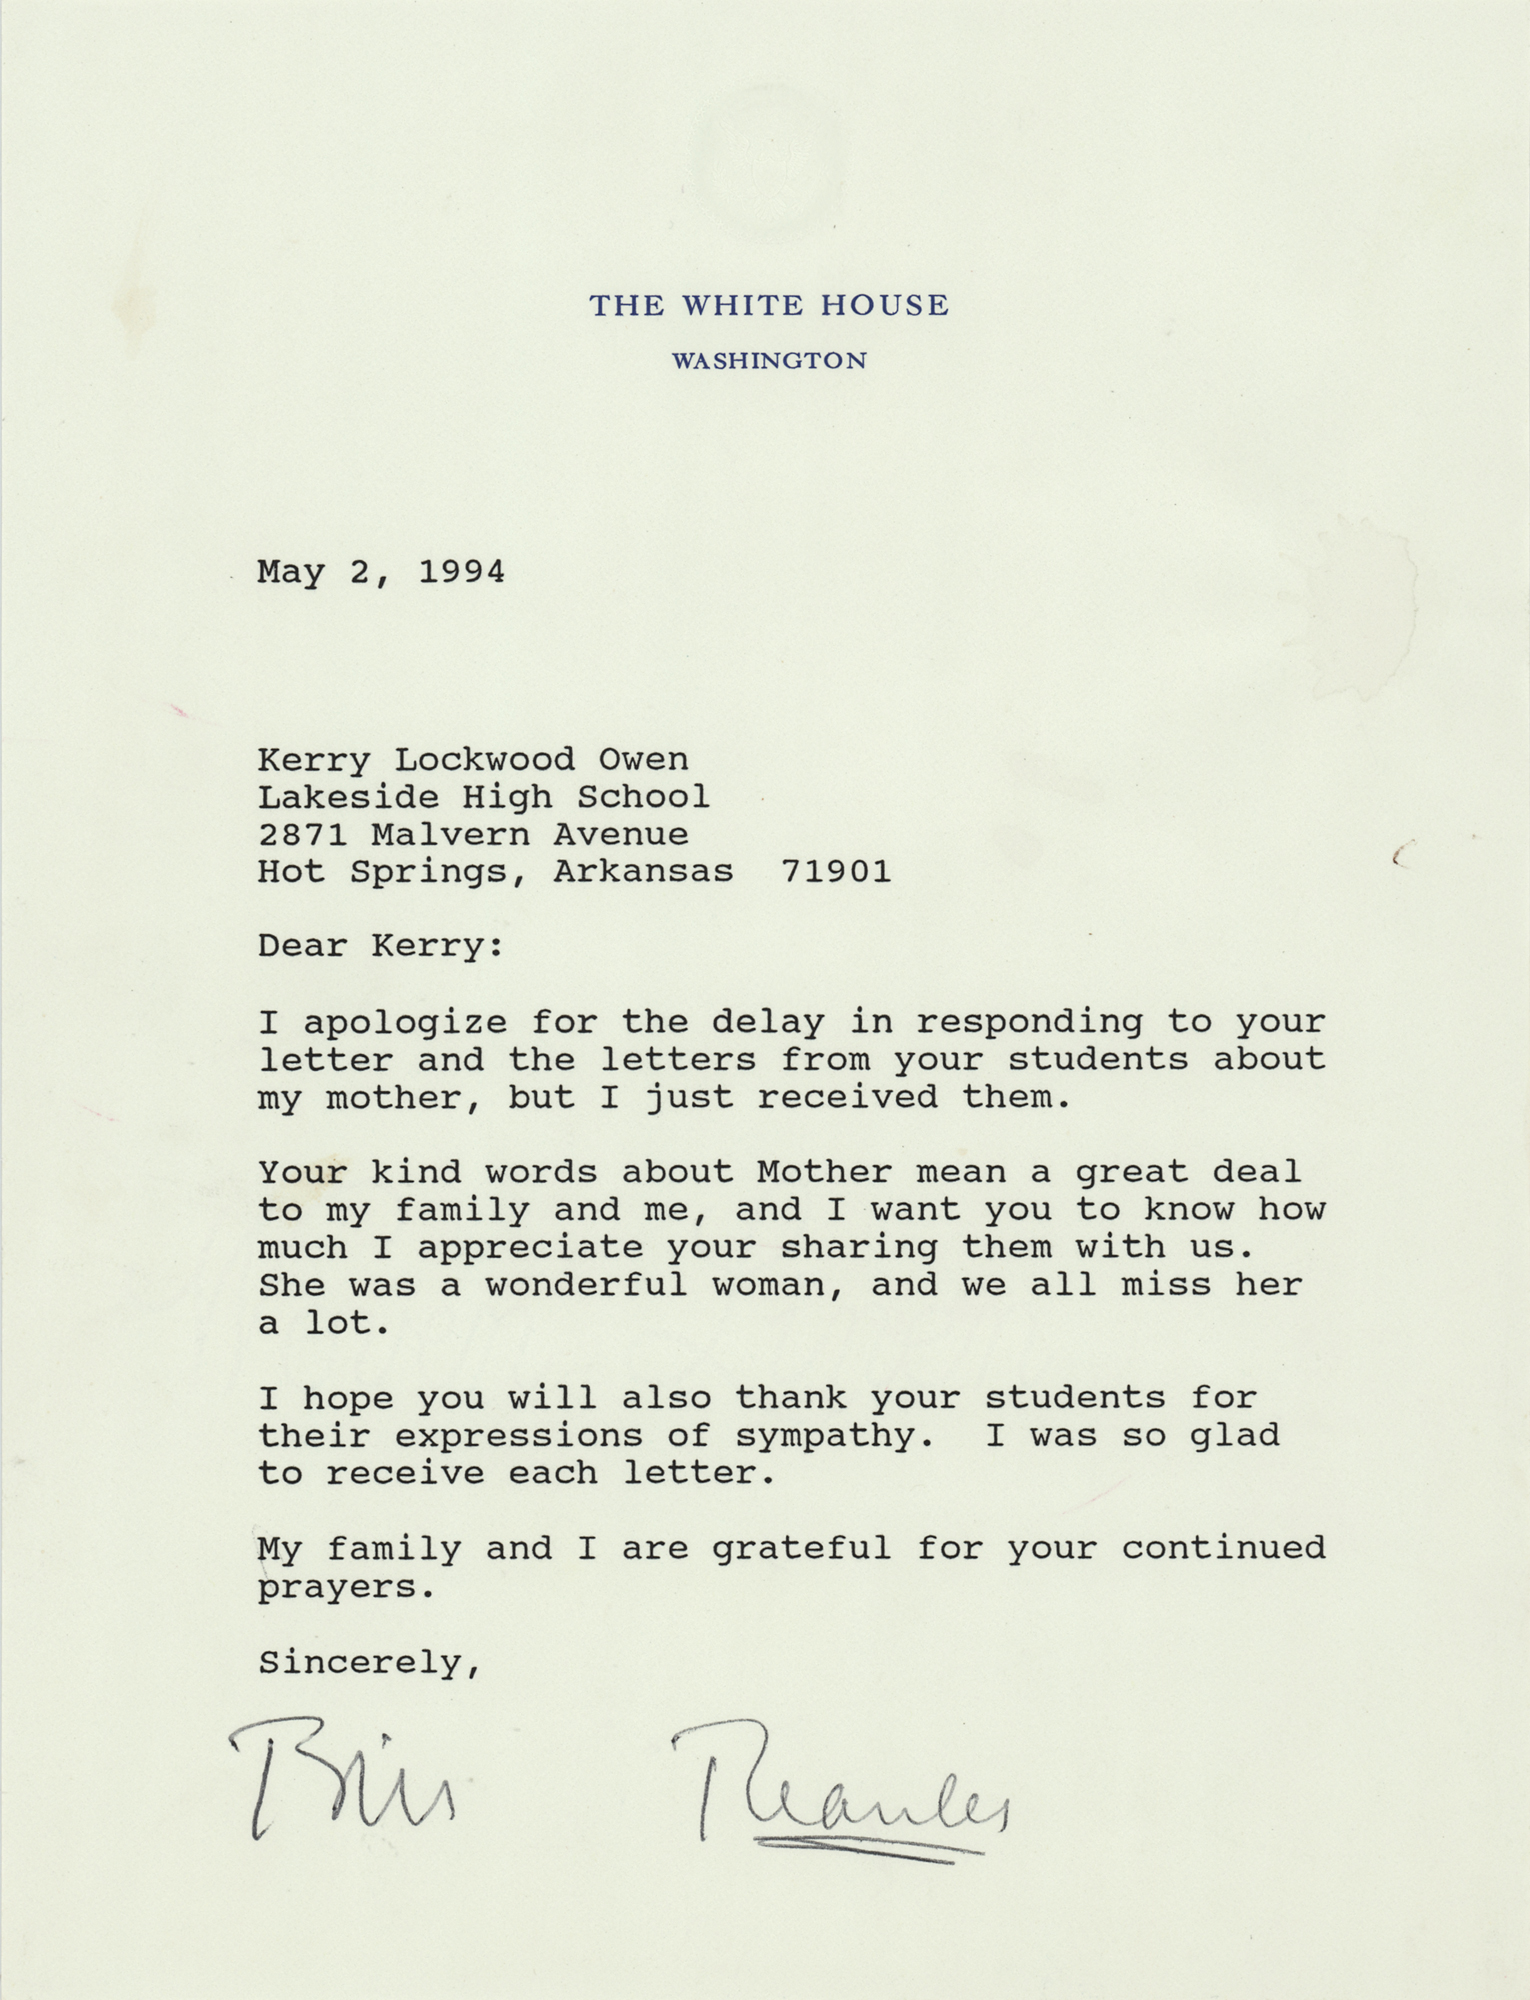 THE WHITE HOUSE
WASHINGTON
May 2, 1994
Kerry Lockwood Owen
Lakeside High School
2871 Malvern Avenue
Hot Springs, Arkansas  71901
Dear Kerry:
I apologize for the delay in responding to your
letter and the letters from your students about
my mother, but I just received them.
Your kind words about Mother mean a great deal
to my family and me, and I want you to know how
much I appreciate your sharing them with us.
She was a wonderful woman, and we all miss her
a lot.
I hope you will also thank your students for
their expressions of sympathy.  I was so glad
to receive each letter.
My family and I are grateful for your continued
prayers.
Sincerely,
Bill Thanks